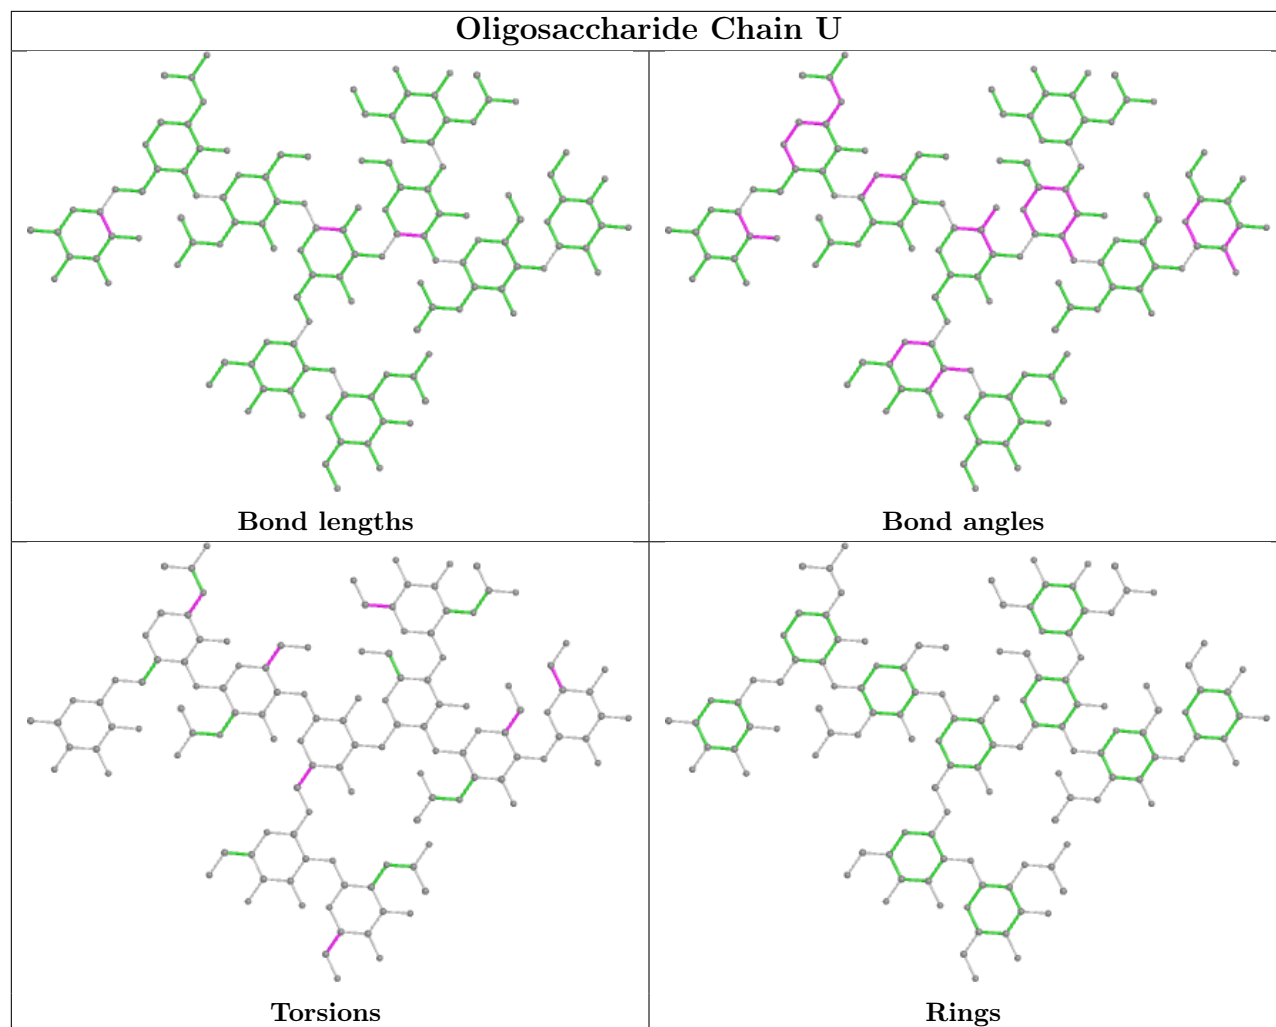 Oligosaccharide Chain U
Bond lengths
Bond angles
Torsions
Rings